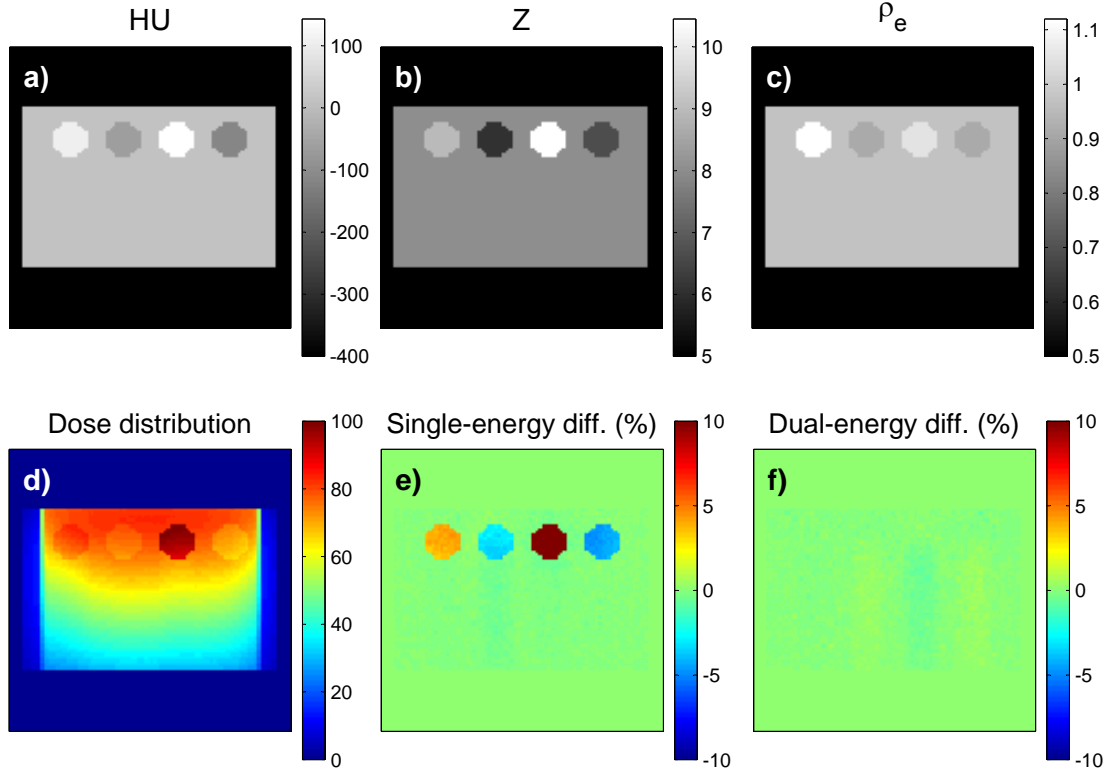 HU
Z
ρe
a)
100
0
-100
-200
-300
-400
b)
10
9
8
7
6
5
c)
1.1
1
0.9
0.8
0.7
0.6
0.5
Dose distribution
Single-energy diff. (%)
Dual-energy diff. (%)
d)
100
80
60
40
20
0
e)
10
5
0
-5
-10
f)
10
5
0
-5
-10